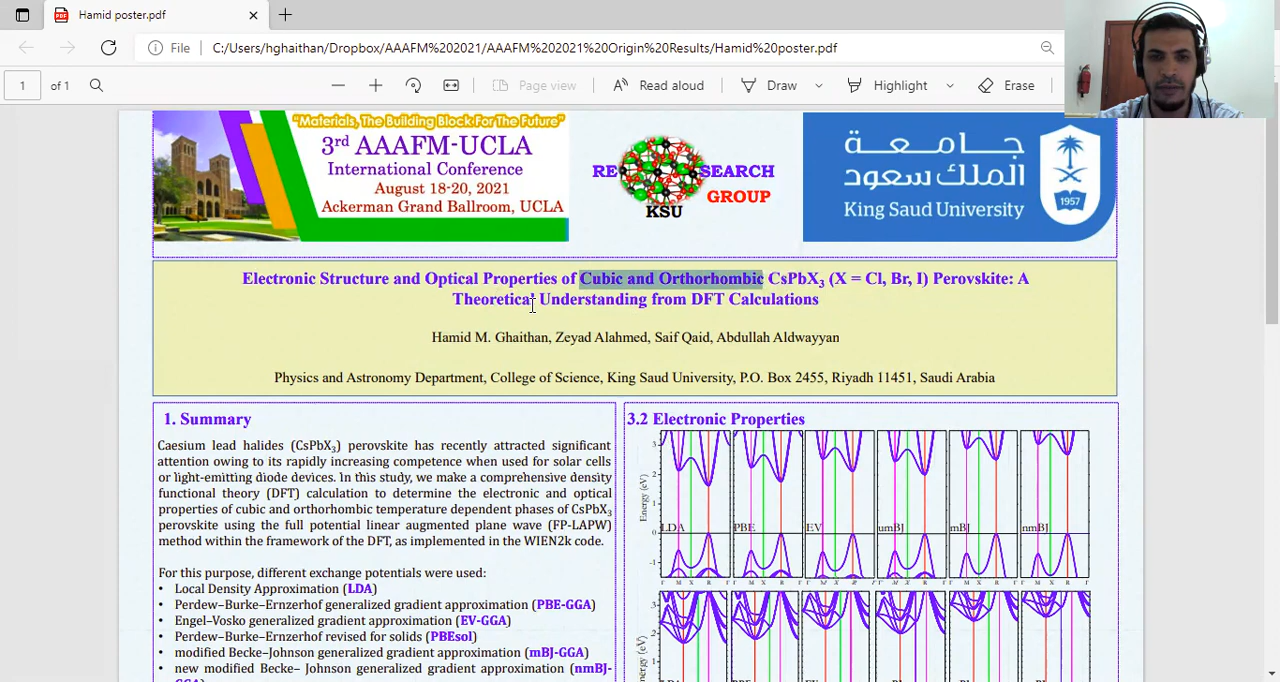 Hamid poster.pdf
File
C:/Users/hghaithan/Dropbox/AAAFM%202021/AAAFM%202021%20Origin%20Results/Hamid%20poster.pdf
1 of 1
Page view
Read aloud
Draw
Highlight
Erase
"Materials, The Building Block For The Future"
3rd AAAFM-UCLA
International Conference
August 18-20, 2021
Ackerman Grand Ballroom, UCLA
RESEARCH
GROUP
KSU
جامعة
الملك سعود
King Saud University
1957
Electronic Structure and Optical Properties of Cubic and Orthorhombic CsPbX3 (X = Cl, Br, I) Perovskite: A
Theoretical Understanding from DFT Calculations
Hamid M. Ghaithan, Zeyad Alahmed, Saif Qaid, Abdullah Aldwayyan
Physics and Astronomy Department, College of Science, King Saud University, P.O. Box 2455, Riyadh 11451, Saudi Arabia
1. Summary
Caesium lead halides (CsPbX3) perovskite has recently attracted significant
attention owing to its rapidly increasing competence when used for solar cells
or light-emitting diode devices. In this study, we make a comprehensive density
functional theory (DFT) calculation to determine the electronic and optical
properties of cubic and orthorhombic temperature dependent phases of CsPbX3
perovskite using the full potential linear augmented plane wave (FP-LAPW)
method within the framework of the DFT, as implemented in the WIEN2k code.
For this purpose, different exchange potentials were used:
• Local Density Approximation (LDA)
• Perdew–Burke–Ernzerhof generalized gradient approximation (PBE-GGA)
• Engel–Vosko generalized gradient approximation (EV-GGA)
• Perdew–Burke–Ernzerhof revised for solids (PBEsol)
• modified Becke–Johnson generalized gradient approximation (mBJ-GGA)
• new modified Becke– Johnson generalized gradient approximation (nmBJ-
3.2 Electronic Properties
Energy (eV)
3
2
1
0
-1
LDA PBE EV umBJ mBJ nmBJ
Γ M X R Γ M X R Γ M X R Γ M X R Γ M X R Γ M X R Γ
Energy (eV)
3
2
1